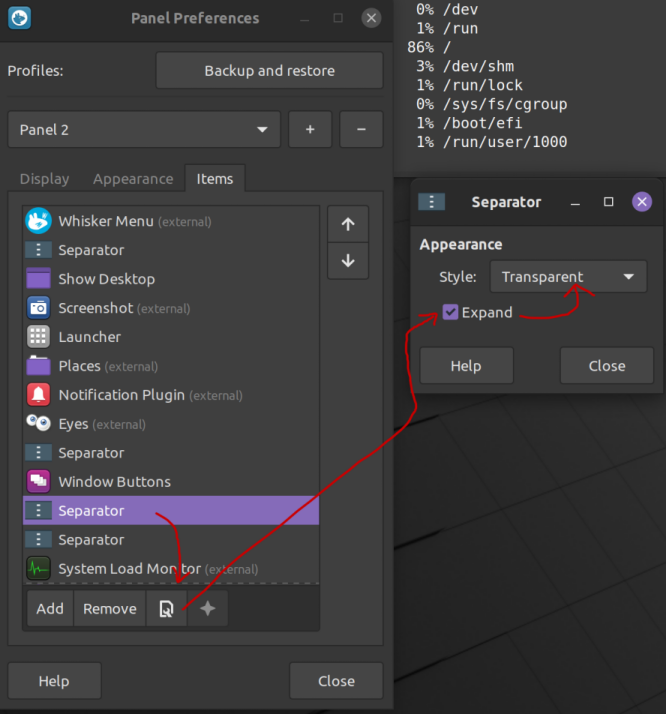 Panel Preferences
Profiles:
Backup and restore
Panel 2
+
−
Display
Appearance
Items
Whisker Menu (external)
Separator
Show Desktop
Screenshot (external)
Launcher
Places (external)
Notification Plugin (external)
Eyes (external)
Separator
Window Buttons
Separator
Separator
System Load Monitor (external)
Add
Remove
Help
Close
0% /dev
1% /run
86% /
3% /dev/shm
1% /run/lock
0% /sys/fs/cgroup
1% /boot/efi
1% /run/user/1000
Separator
Appearance
Style:
Transparent
Expand
Help
Close